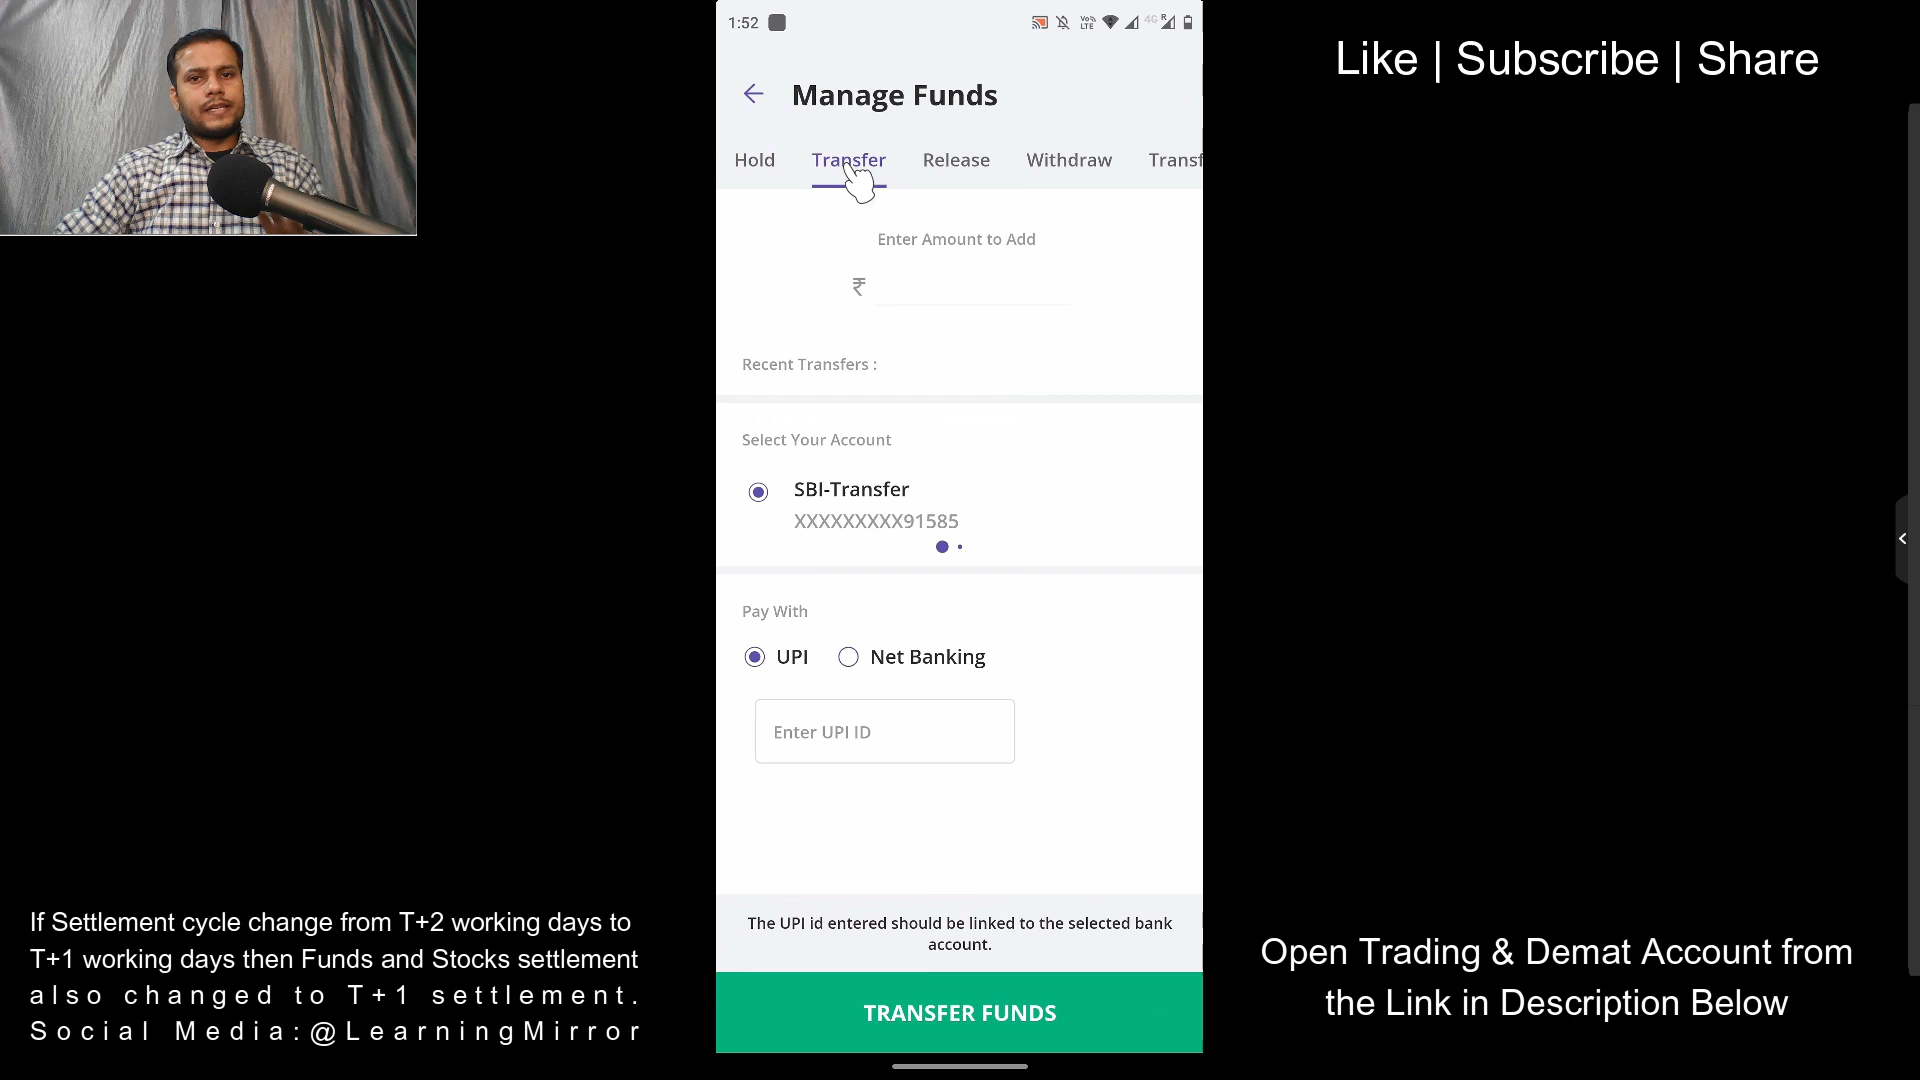 1:52
Vo
LTE
4G
R
Manage Funds
Hold Transfer Release Withdraw Transf
Enter Amount to Add
₹
Recent Transfers :
Select Your Account
SBI-Transfer
XXXXXXXXX91585
Pay With
UPI Net Banking
Enter UPI ID
The UPI id entered should be linked to the selected bank
account.
TRANSFER FUNDS
Like | Subscribe | Share
If Settlement cycle change from T+2 working days to
T+1 working days then Funds and Stocks settlement
also changed to T+1 settlement.
Social Media:@LearningMirror
Open Trading & Demat Account from
the Link in Description Below